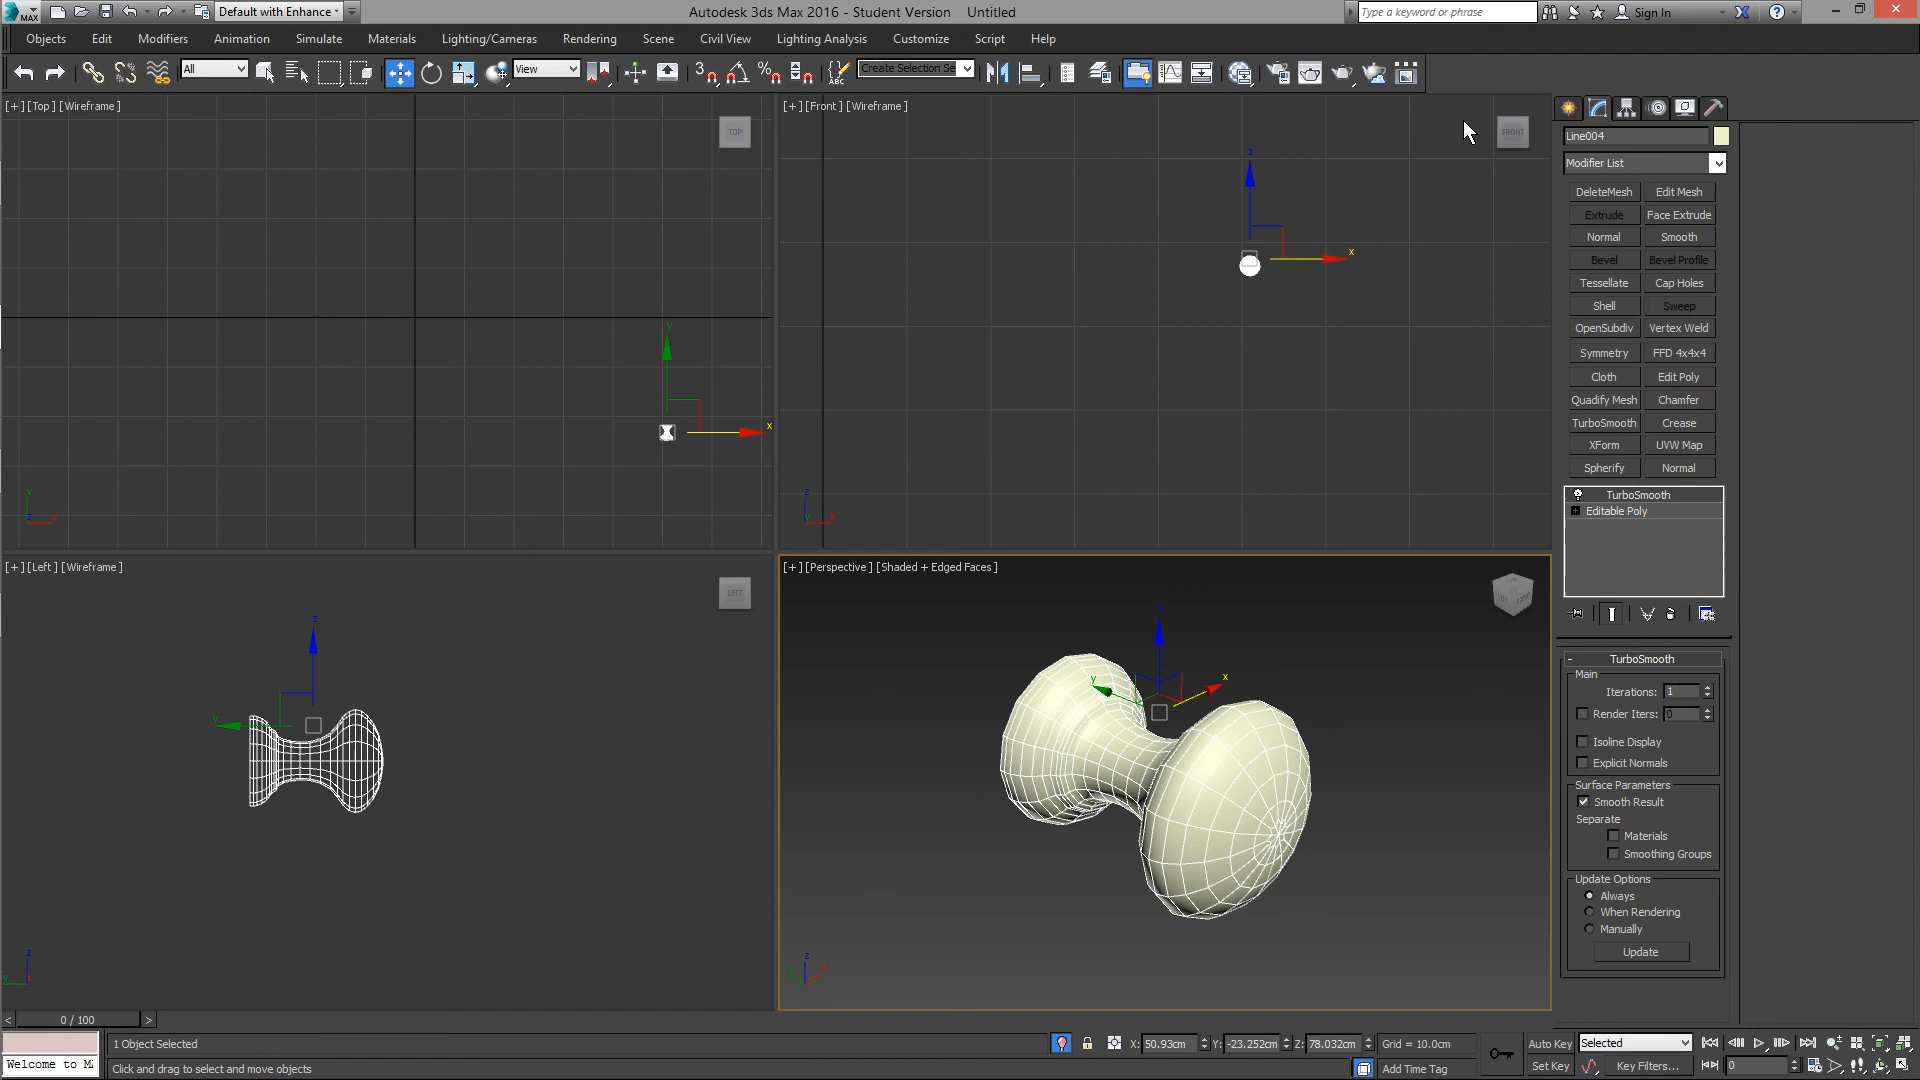 MAX
Default with Enhance
Autodesk 3ds Max 2016 - Student Version Untitled
Type a keyword or phrase
Sign In
Objects Edit Modifiers Animation Simulate Materials Lighting/Cameras Rendering Scene Civil View Lighting Analysis Customize Script Help
All
View
3
ABC
Create Selection Se
[+] [Top] [Wireframe]
TOP
[+] [Front] [Wireframe]
FRONT
Line004
Modifier List
DeleteMesh Edit Mesh
Extrude Face Extrude
Normal Smooth
Bevel Bevel Profile
Tessellate Cap Holes
Shell Sweep
OpenSubdiv Vertex Weld
Symmetry FFD 4x4x4
Cloth Edit Poly
Quadify Mesh Chamfer
TurboSmooth Crease
XForm UVW Map
Spherify Normal
TurboSmooth
Editable Poly
[+] [Left] [Wireframe]
LEFT
[+] [Perspective] [Shaded + Edged Faces]
- TurboSmooth
Main
Iterations: 1
Render Iters: 0
Isoline Display
Explicit Normals
Surface Parameters
Smooth Result
Separate
Materials
Smoothing Groups
Update Options
Always
When Rendering
Manually
Update
< 0 / 100 >
1 Object Selected
X: 50.93cm Y: -23.252cm Z: 78.032cm Grid = 10.0cm
Auto Key Selected
Welcome to M
Click and drag to select and move objects
Add Time Tag
Set Key Key Filters... 0